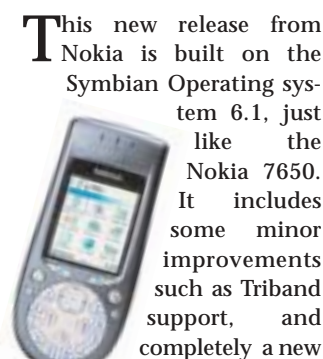 This new release from
Nokia is built on the
Symbian Operating sys-
tem 6.1, just
like the
Nokia 7650.
It includes
some minor
improvements
such as Triband
support, and
completely a new